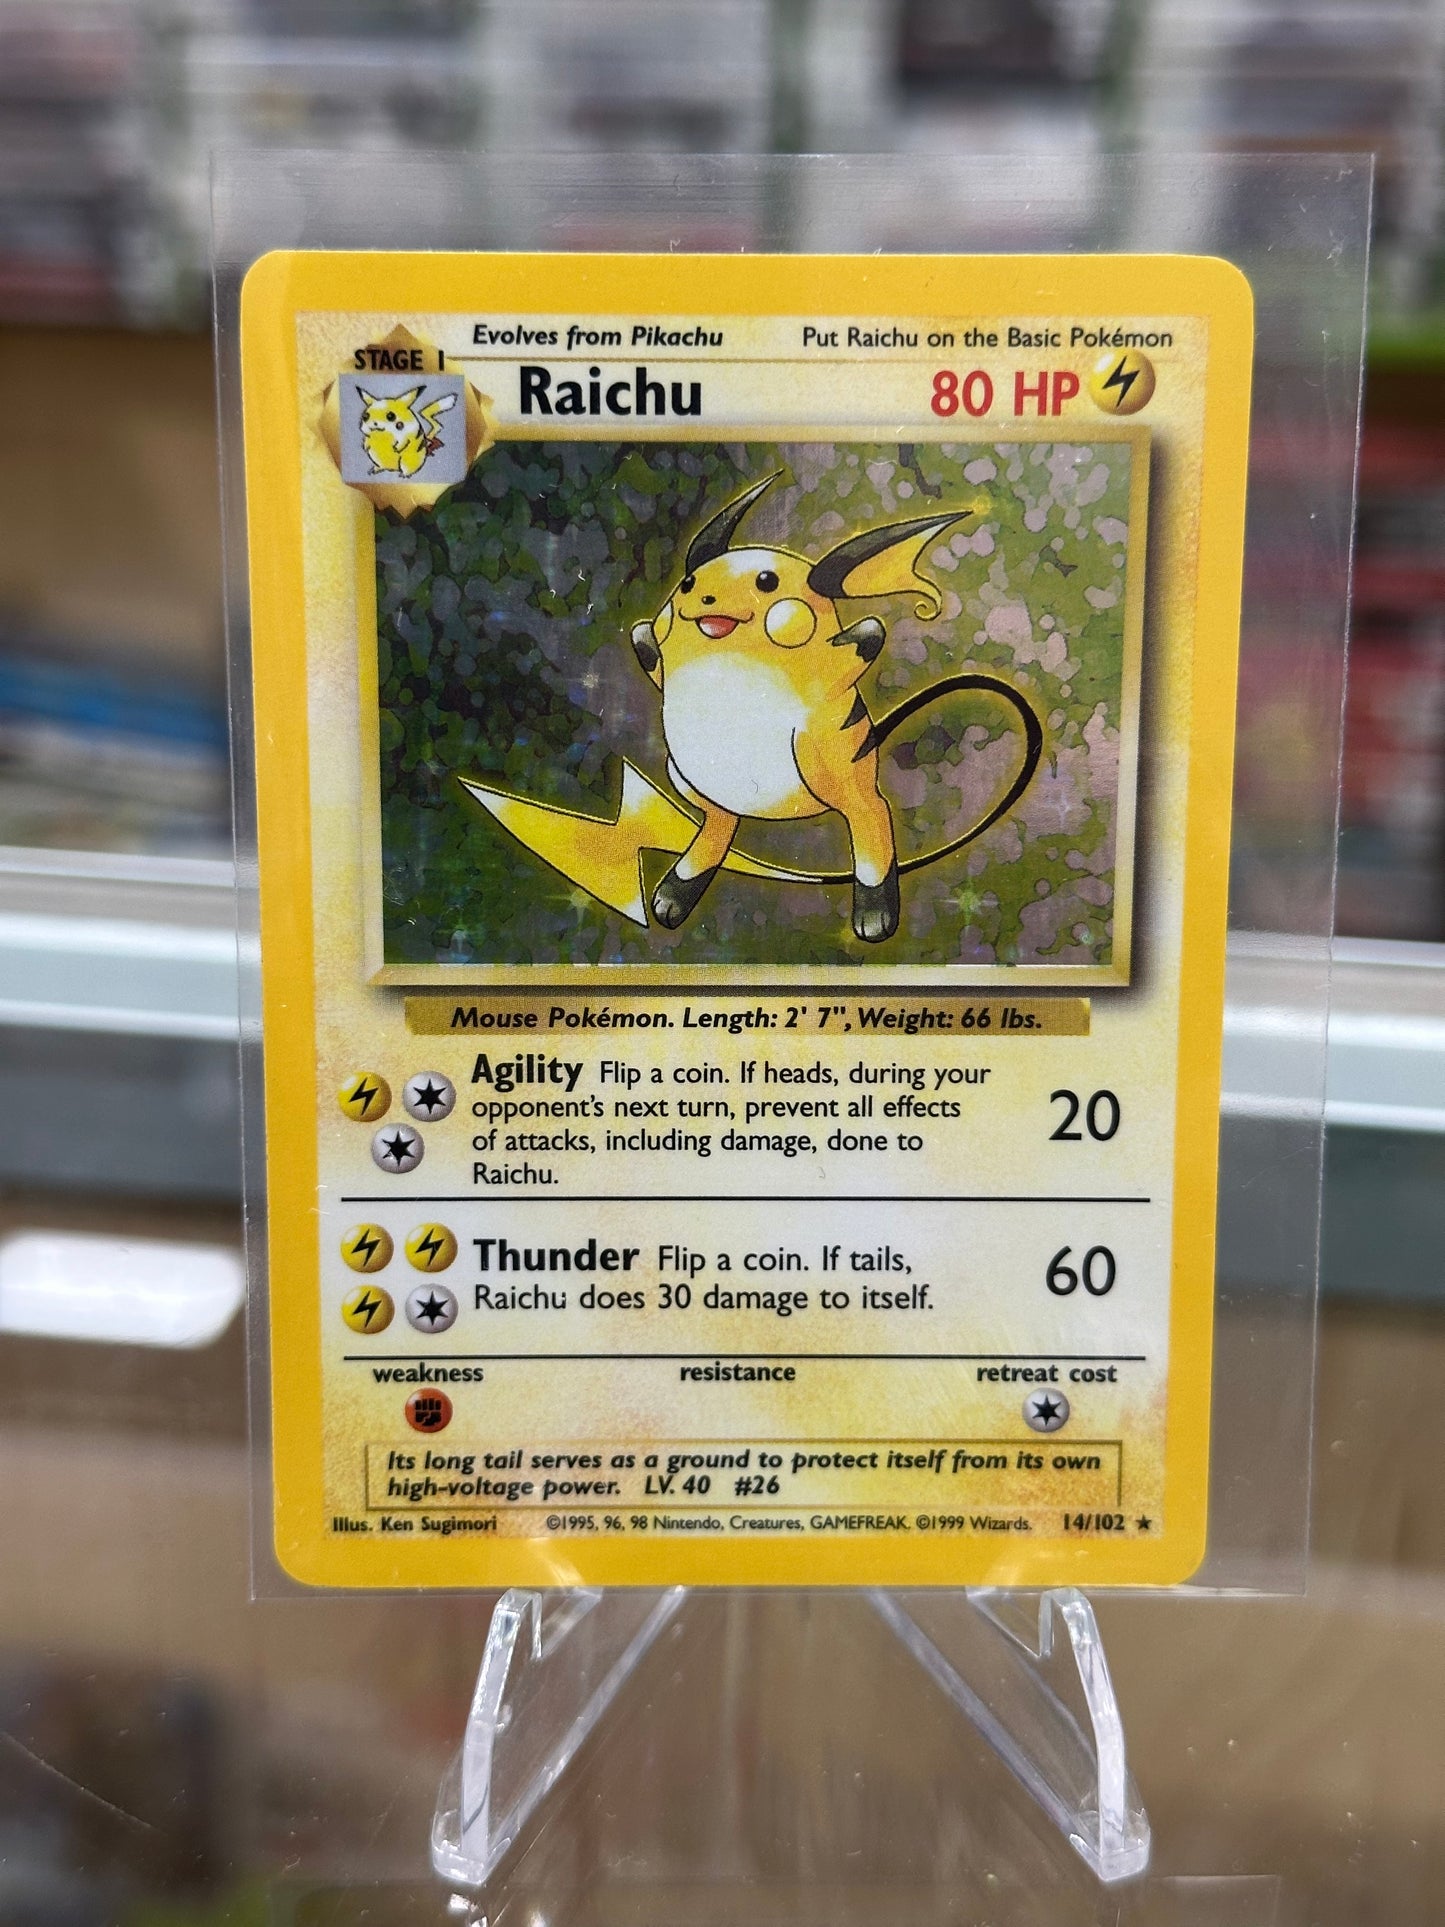 Evolves from Pikachu Put Raichu on the Basic Pokémon
STAGE 1
Raichu 80 HP
Mouse Pokémon. Length: 2' 7", Weight: 66 lbs.
Agility Flip a coin. If heads, during your
opponent's next turn, prevent all effects
of attacks, including damage, done to
Raichu.
20
Thunder Flip a coin. If tails,
Raichu does 30 damage to itself.
60
weakness resistance retreat cost
Its long tail serves as a ground to protect itself from its own
high-voltage power. LV. 40 #26
Illus. Ken Sugimori ©1995, 96, 98 Nintendo, Creatures, GAMEFREAK. ©1999 Wizards. 14/102 ★